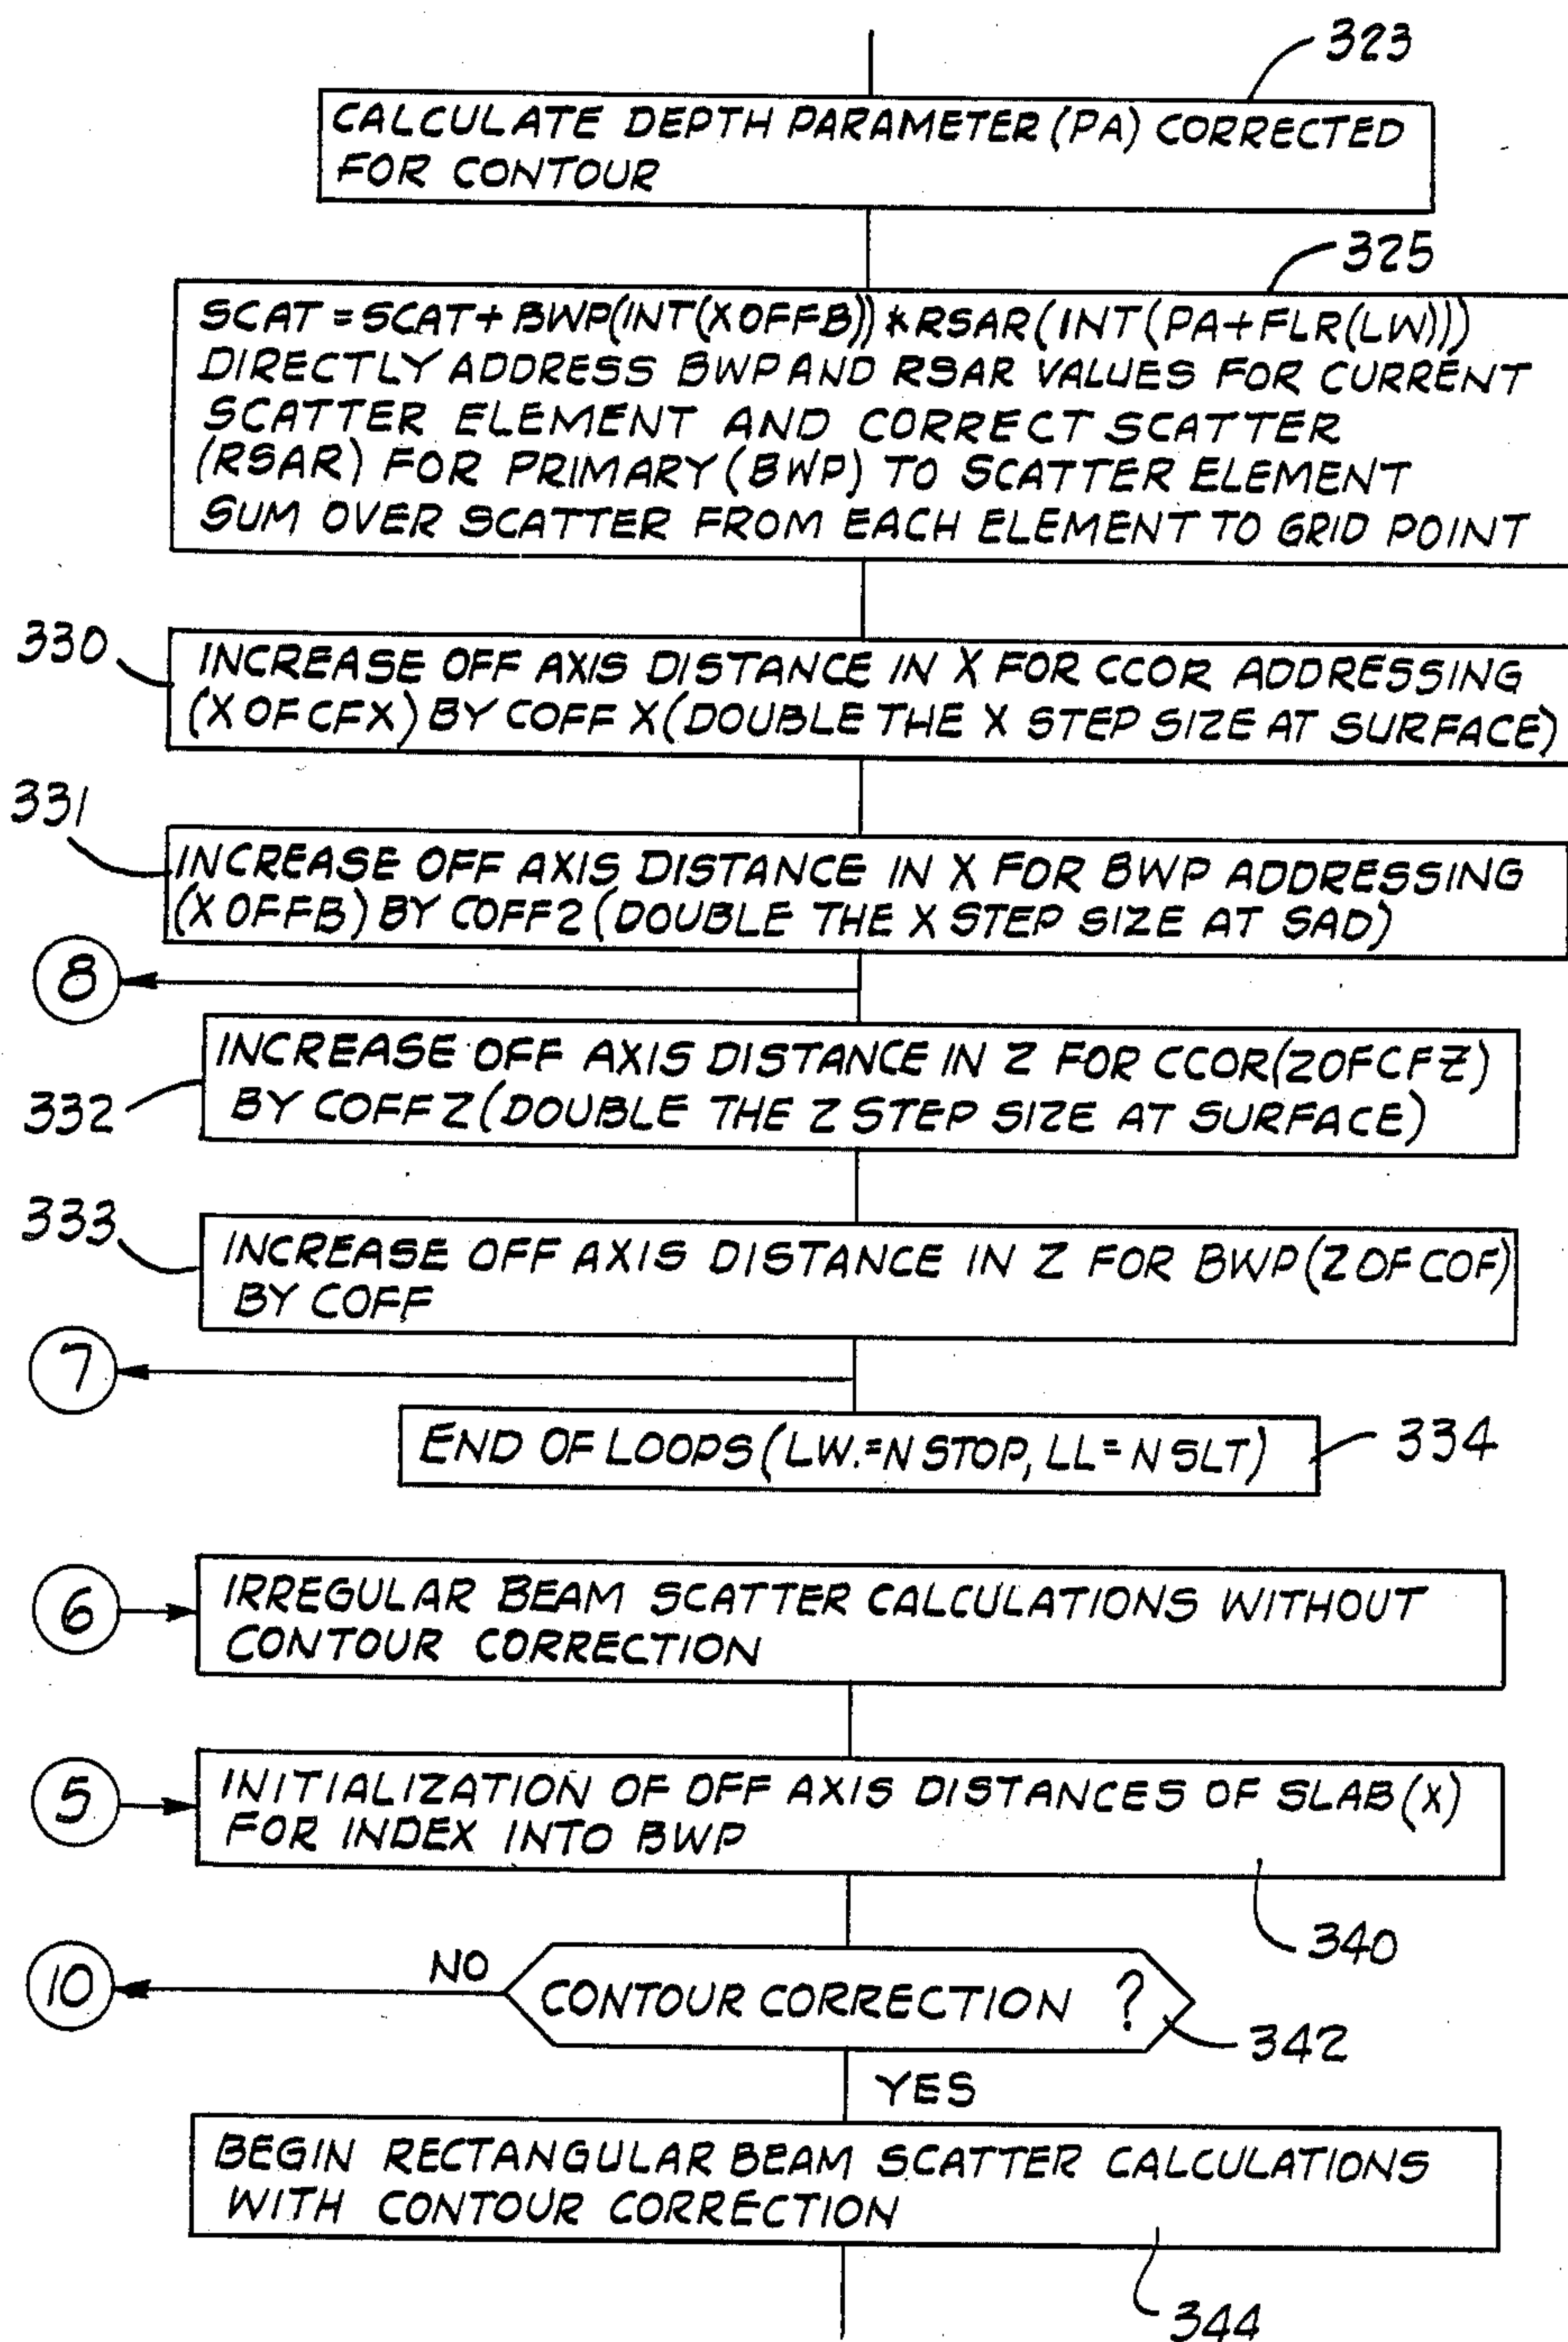 323
CALCULATE DEPTH PARAMETER (PA) CORRECTED
FOR CONTOUR
325
SCAT = SCAT + BWP(INT(XOFFB)) * RSAR(INT(PA+FLR(LW)))
DIRECTLY ADDRESS BWP AND RSAR VALUES FOR CURRENT
SCATTER ELEMENT AND CORRECT SCATTER
(RSAR) FOR PRIMARY (BWP) TO SCATTER ELEMENT
SUM OVER SCATTER FROM EACH ELEMENT TO GRID POINT
330
INCREASE OFF AXIS DISTANCE IN X FOR CCOR ADDRESSING
(XOFCFX) BY COFF X (DOUBLE THE X STEP SIZE AT SURFACE)
331
INCREASE OFF AXIS DISTANCE IN X FOR BWP ADDRESSING
(XOFFB) BY COFF2 (DOUBLE THE X STEP SIZE AT SAD)
8
INCREASE OFF AXIS DISTANCE IN Z FOR CCOR (ZOFCFZ)
BY COFF Z (DOUBLE THE Z STEP SIZE AT SURFACE)
332
333
INCREASE OFF AXIS DISTANCE IN Z FOR BWP (ZOFCOF)
BY COFF
7
END OF LOOPS (LW.=N STOP, LL=N SLT)
334
6
IRREGULAR BEAM SCATTER CALCULATIONS WITHOUT
CONTOUR CORRECTION
5
INITIALIZATION OF OFF AXIS DISTANCES OF SLAB (X)
FOR INDEX INTO BWP
340
10
NO
CONTOUR CORRECTION ?
342
YES
BEGIN RECTANGULAR BEAM SCATTER CALCULATIONS
WITH CONTOUR CORRECTION
344